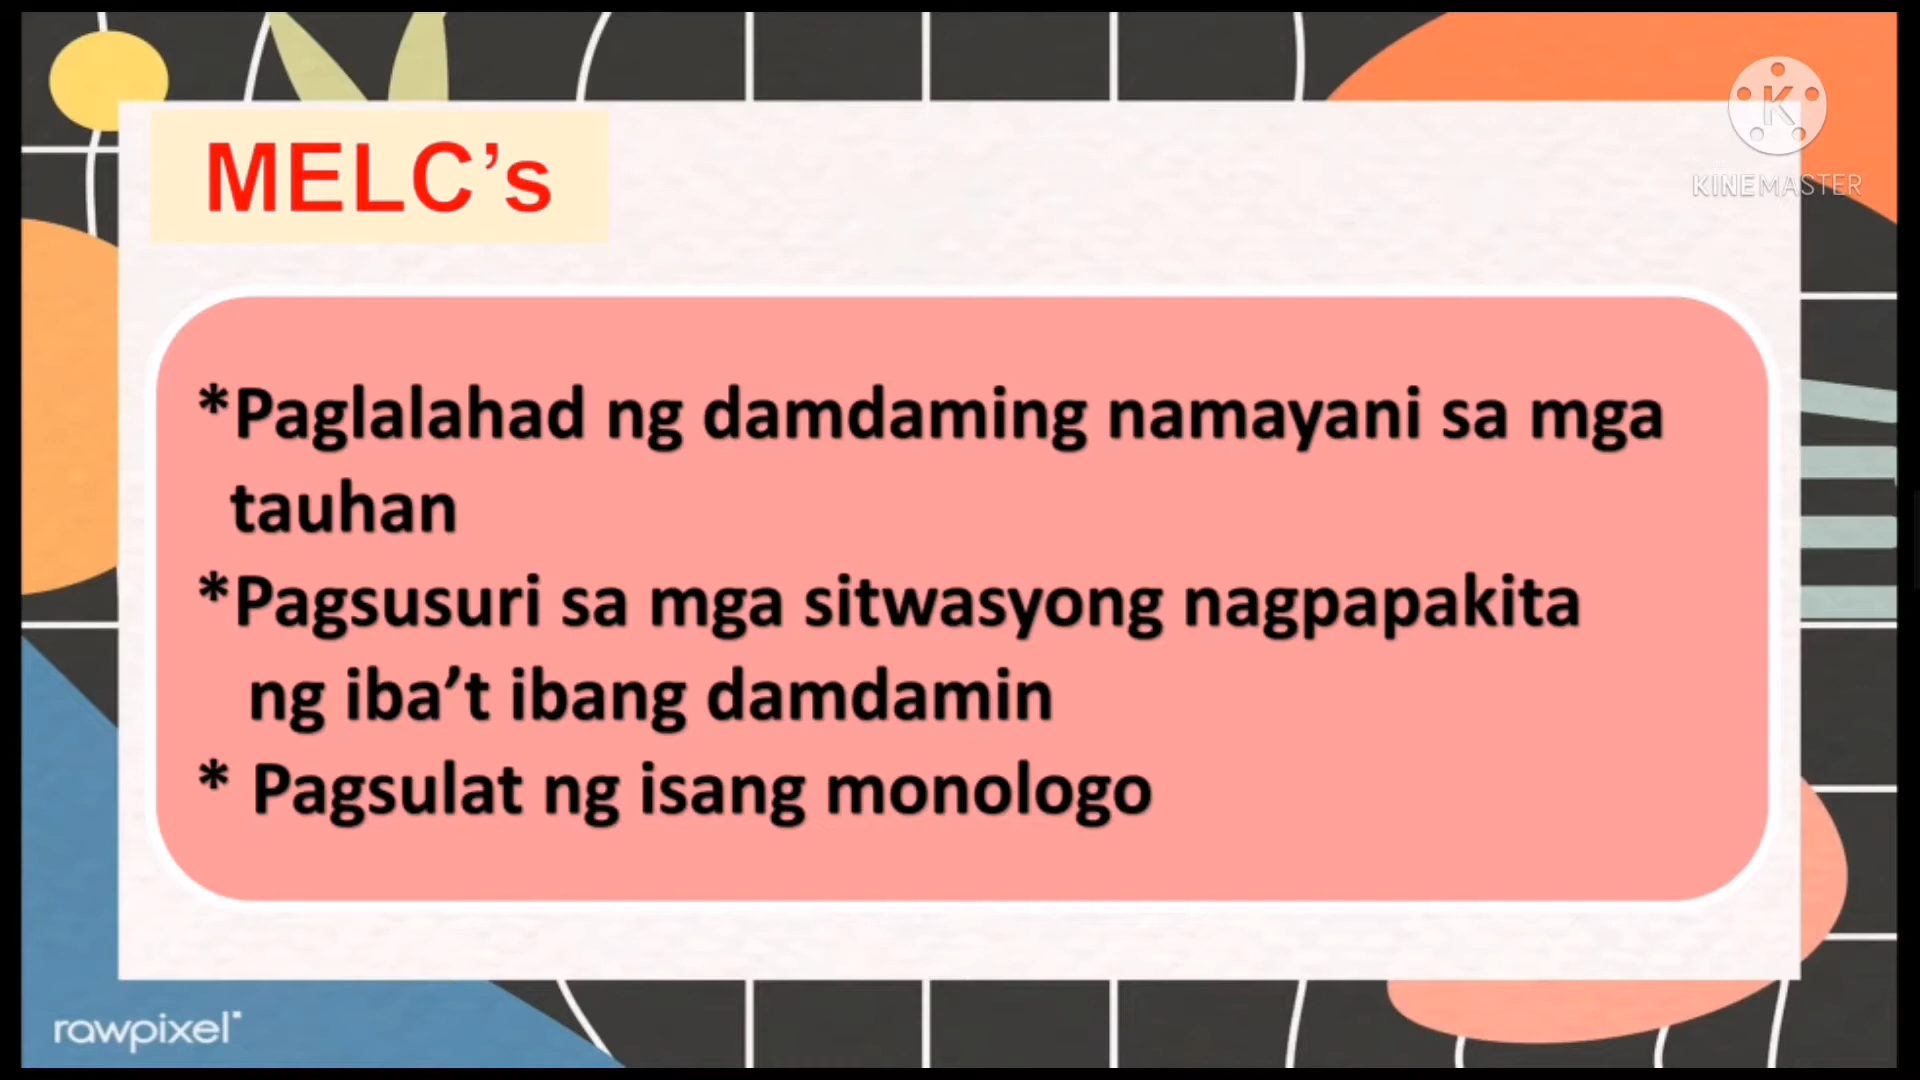 MELC’s
KINEMASTER
*Paglalahad ng damdaming namayani sa mga
tauhan
*Pagsusuri sa mga sitwasyong nagpapakita
ng iba’t ibang damdamin
* Pagsulat ng isang monologo
rawpixel